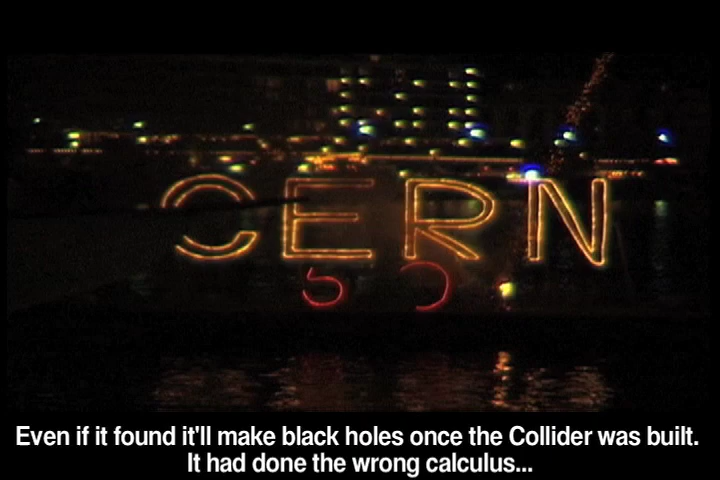 CERN
50
Even if it found it'll make black holes once the Collider was built.
It had done the wrong calculus...